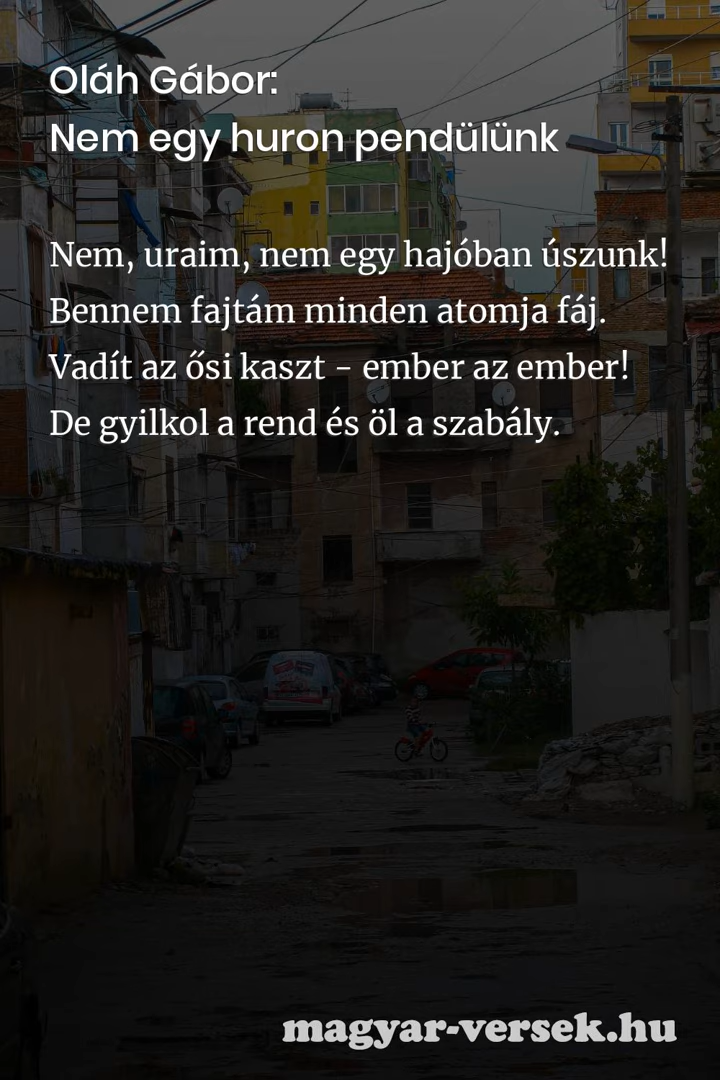 Oláh Gábor:
Nem egy huron pendülünk
Nem, uraim, nem egy hajóban úszunk!
Bennem fajtám minden atomja fáj.
Vadít az ősi kaszt - ember az ember!
De gyilkol a rend és öl a szabály.
magyar-versek.hu